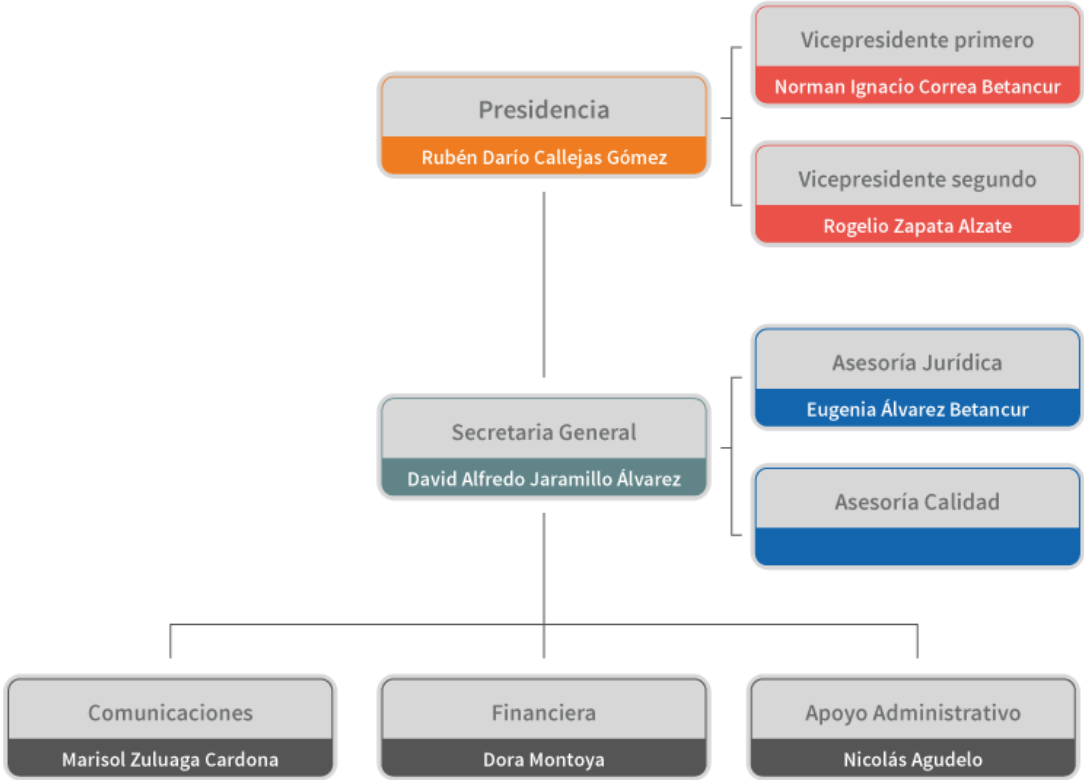 Vicepresidente primero
Norman Ignacio Correa Betancur
Presidencia
Rubén Darío Callejas Gómez
Vicepresidente segundo
Rogelio Zapata Alzate
Asesoría Jurídica
Eugenia Álvarez Betancur
Secretaria General
David Alfredo Jaramillo Álvarez
Asesoría Calidad
Comunicaciones
Marisol Zuluaga Cardona
Financiera
Dora Montoya
Apoyo Administrativo
Nicolás Agudelo